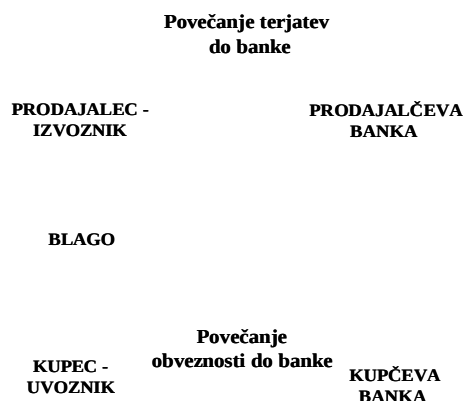 Povečanje terjatev
do banke
PRODAJALEC -
IZVOZNIK
PRODAJALČEVA
BANKA
BLAGO
Povečanje
obveznosti do banke
KUPEC -
UVOZNIK
KUPČEVA
BANKA